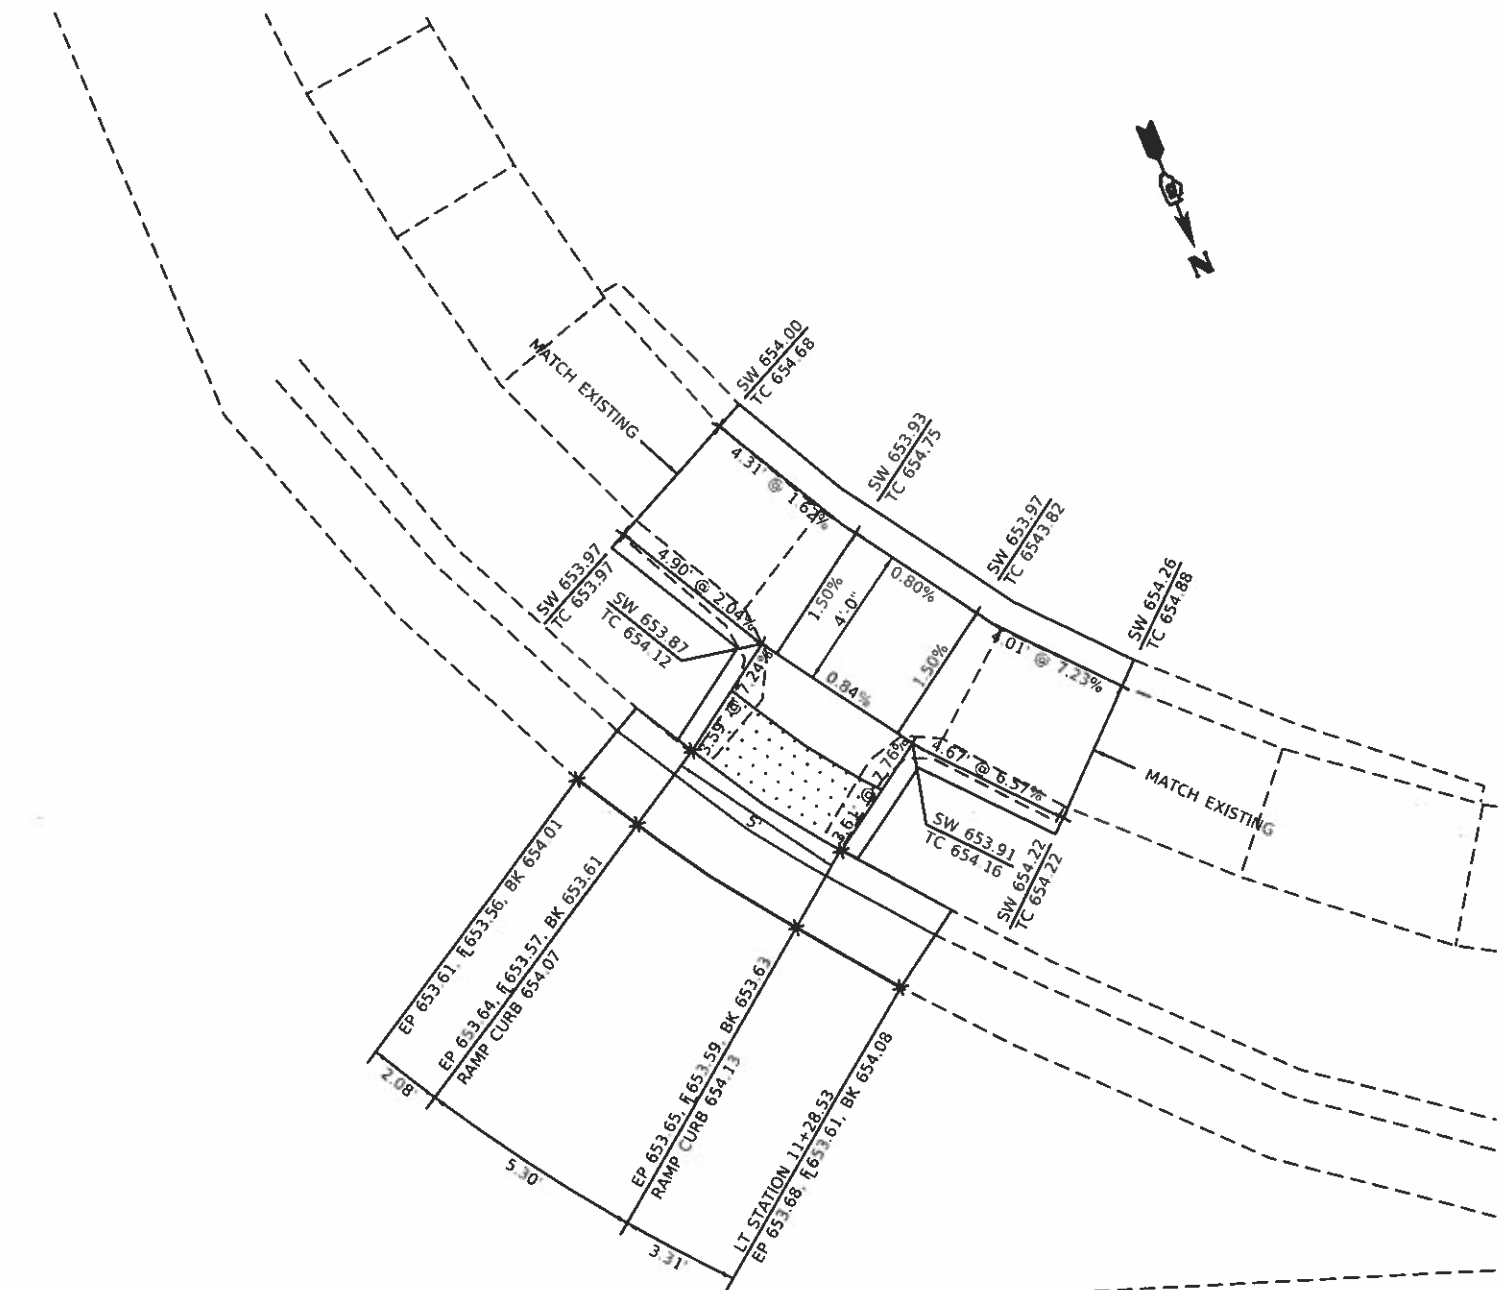 N
SW 654.00
TC 654.68
MATCH EXISTING
SW 653.93
TC 654.75
4.31' @ 1.62%
SW 653.97
TC 6543.82
SW 654.26
TC 654.88
SW 653.97
TC 653.97
4.90' @ 2.04%
SW 653.87
TC 654.12
1.50%
4'-0"
0.80%
1.50%
0.84%
4.01' @ 7.23%
3.59' @ 7.24%
3.61' @ 7.76%
4.67' @ 6.57%
MATCH EXISTING
SW 653.91
TC 654.16
SW 654.22
TC 654.22
5'
EP 653.61, FL 653.56, BK 654.01
EP 653.64, FL 653.57, BK 653.61
RAMP CURB 654.07
EP 653.65, FL 653.59, BK 653.63
RAMP CURB 654.13
LT STATION 11+28.53
EP 653.68, FL 653.61, BK 654.08
2.08'
5.30'
3.31'